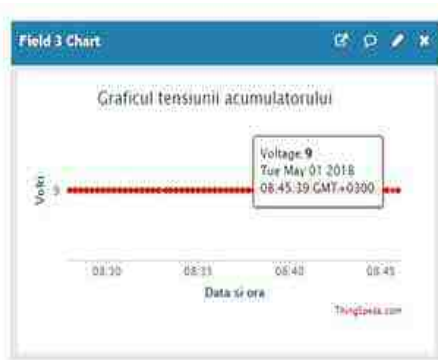 Field 3 Chart
Graficul tensiunii acumulatorului
Voltage: 9
Tue May 01 2018
08:45:39 GMT+0300
Volti
9
08:30
08:35
08:40
08:45
Data si ora
ThingSpeak.com